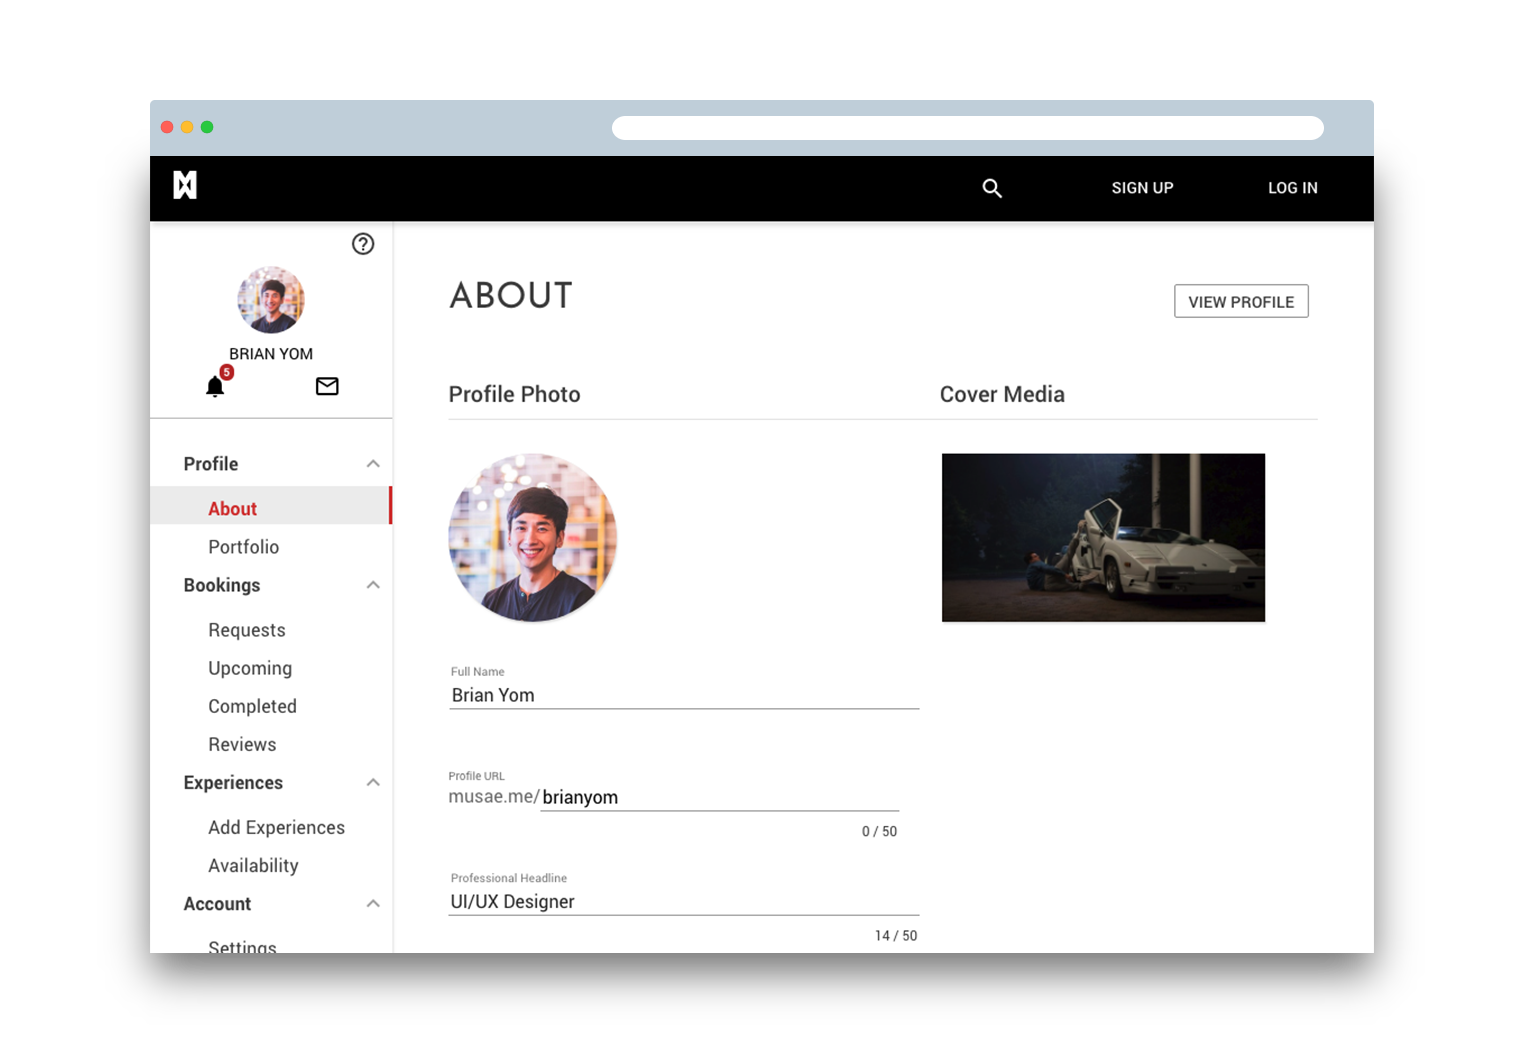 SIGN UP
LOG IN
BRIAN YOM
5
Profile
About
Portfolio
Bookings
Requests
Upcoming
Completed
Reviews
Experiences
Add Experiences
Availability
Account
Settings
ABOUT
VIEW PROFILE
Profile Photo
Cover Media
Full Name
Brian Yom
Profile URL
musae.me/brianyom
0 / 50
Professional Headline
UI/UX Designer
14 / 50